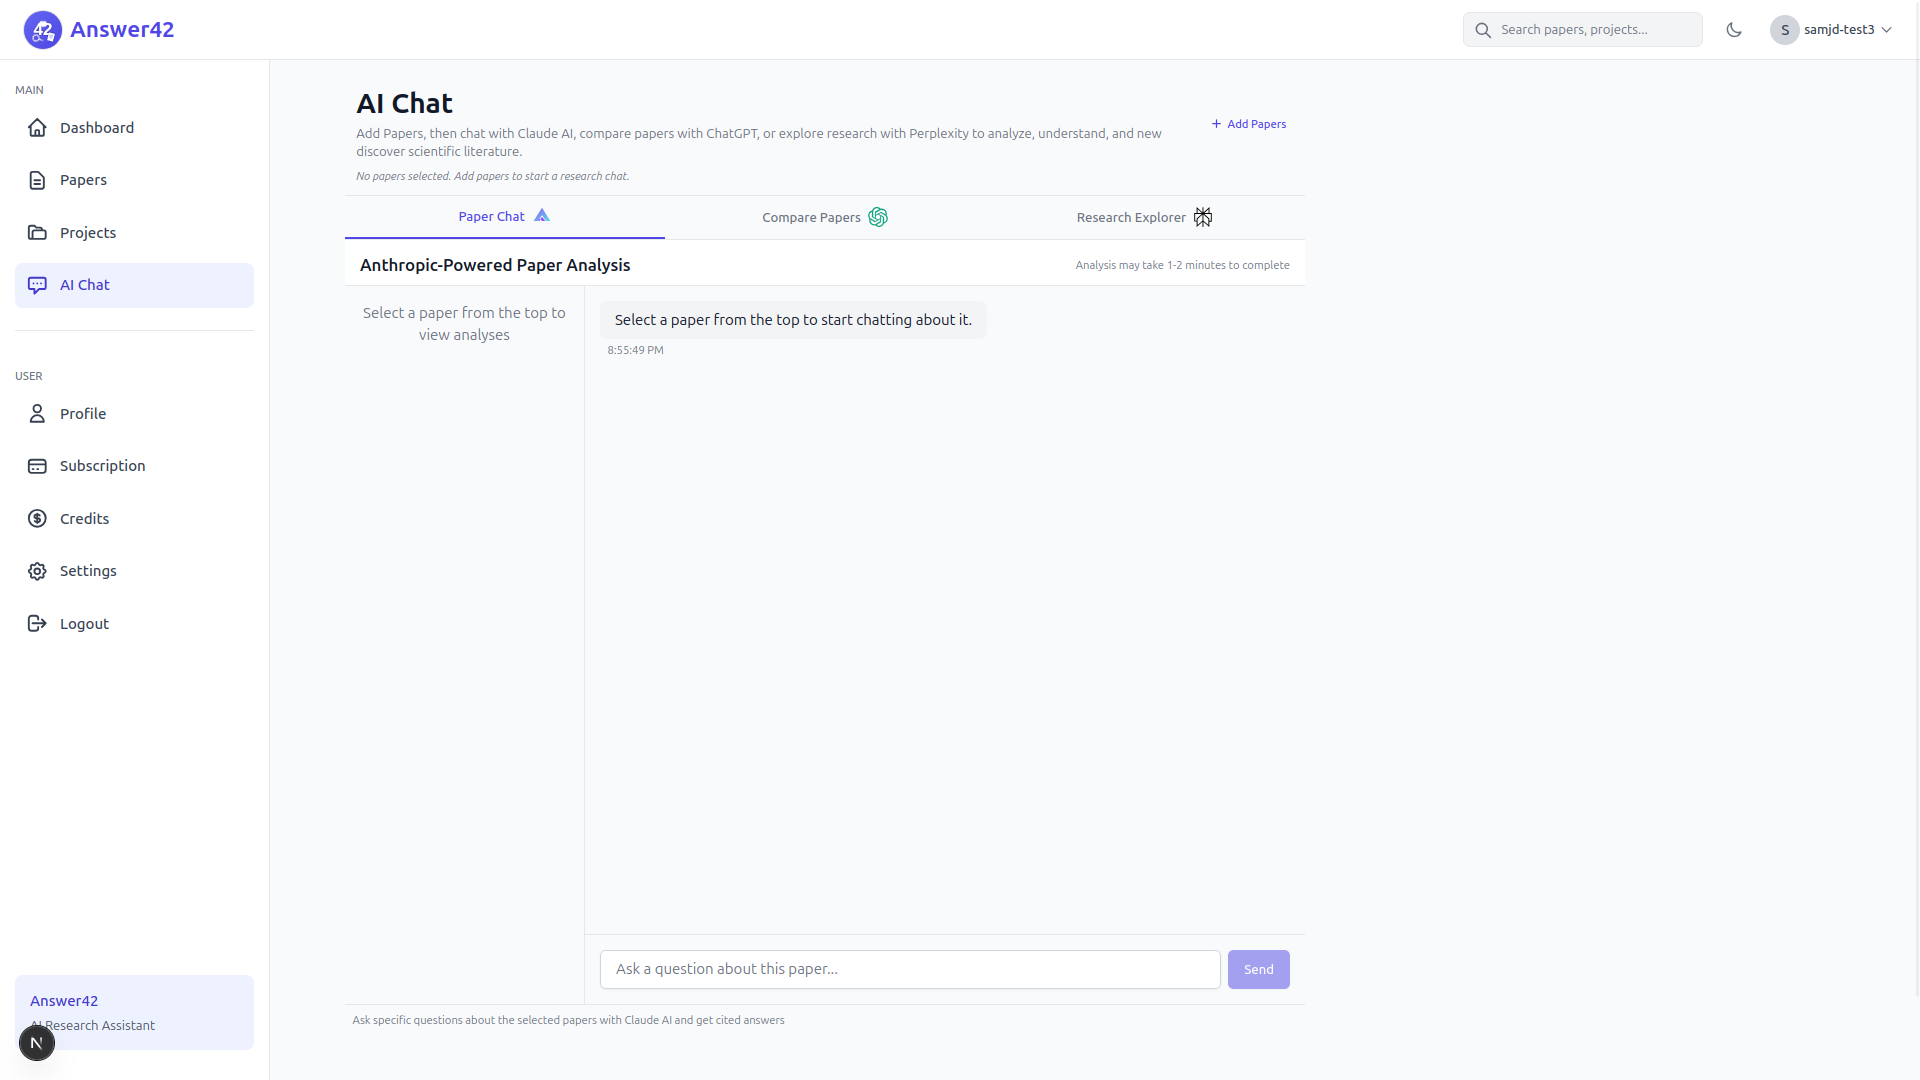 42
Answer42
Search papers, projects...
S
samjd-test3
MAIN
Dashboard
Papers
Projects
AI Chat
USER
Profile
Subscription
Credits
Settings
Logout
Answer42
AI Research Assistant
N
AI Chat
Add Papers, then chat with Claude AI, compare papers with ChatGPT, or explore research with Perplexity to analyze, understand, and new
discover scientific literature.
No papers selected. Add papers to start a research chat.
+ Add Papers
Paper Chat
Compare Papers
Research Explorer
Anthropic-Powered Paper Analysis
Analysis may take 1-2 minutes to complete
Select a paper from the top to
view analyses
Select a paper from the top to start chatting about it.
8:55:49 PM
Ask a question about this paper...
Send
Ask specific questions about the selected papers with Claude AI and get cited answers